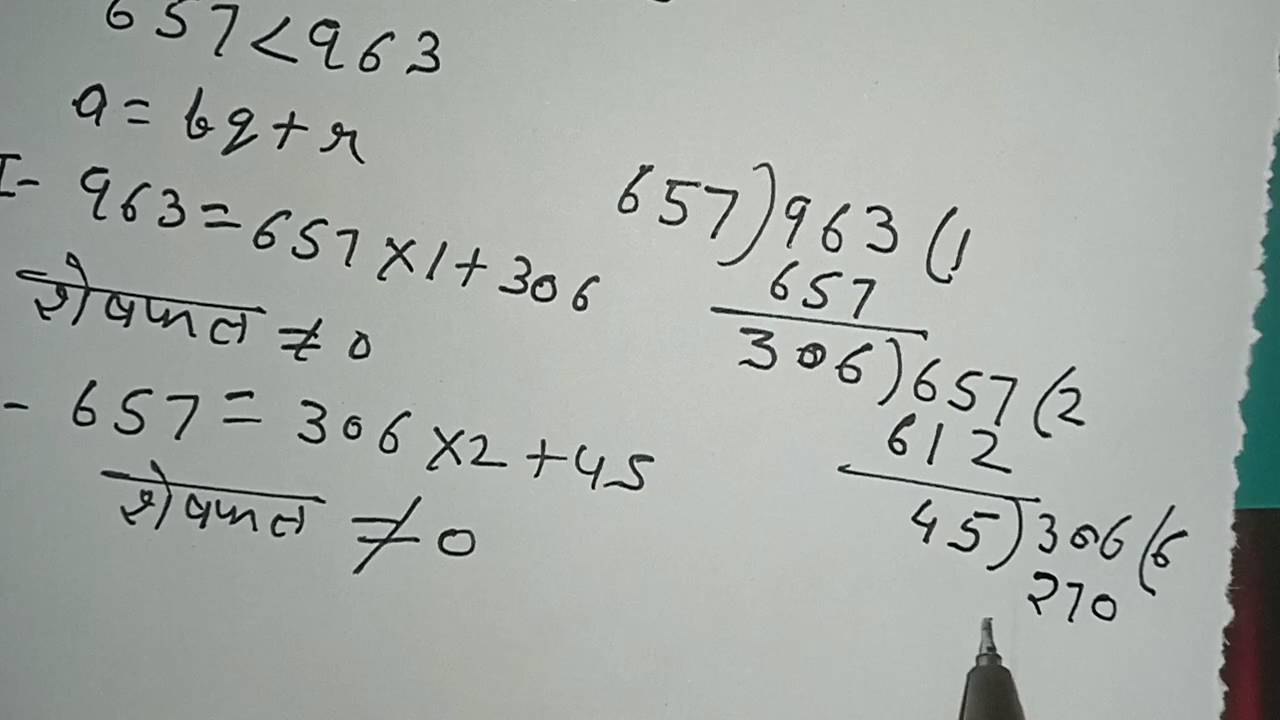 657<963
a = bq + r
I- 963 = 657 × 1 + 306
शेषफल ≠ 0
- 657 = 306 × 2 + 45
शेषफल ≠ 0
657)963(1
657
306)657(2
612
45)306(6
270